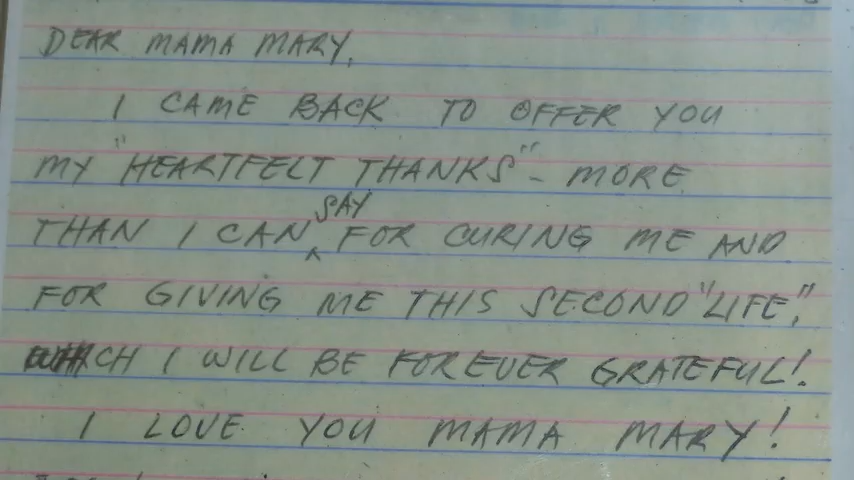 DEAR MAMA MARY,
I CAME BACK TO OFFER YOU
MY "HEARTFELT THANKS" - MORE
THAN I CAN SAY FOR CURING ME AND
FOR GIVING ME THIS SECOND "LIFE",
WHICH I WILL BE FOREVER GRATEFUL!
I LOVE YOU MAMA MARY!